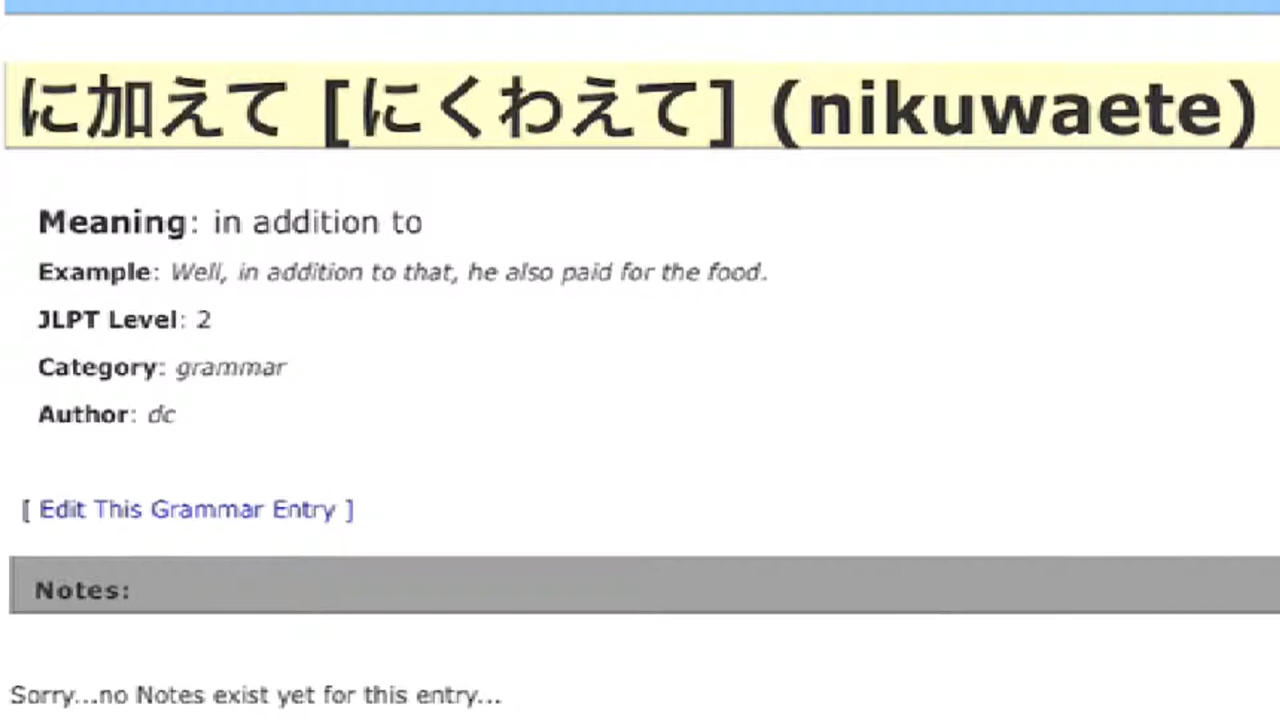 に加えて [にくわえて] (nikuwaete)
Meaning: in addition to
Example: Well, in addition to that, he also paid for the food.
JLPT Level: 2
Category: grammar
Author: dc
[ Edit This Grammar Entry ]
Notes:
Sorry...no Notes exist yet for this entry...